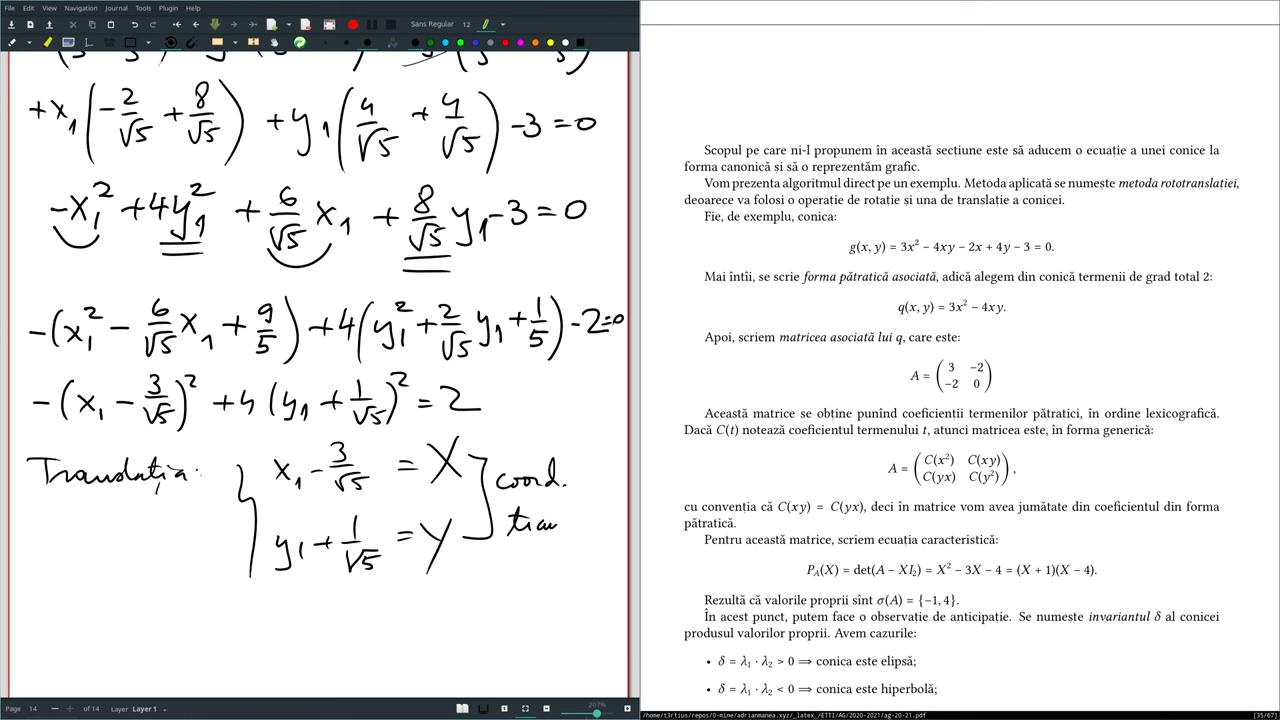 File Edit View Navigation Journal Tools Plugin Help
Sans Regular 12
+x₁(-2/√5 + 8/√5) + y₁(4/√5 + 4/√5) -3=0
-x₁² + 4y₁² + 6/√5 x₁ + 8/√5 y₁ -3=0
-(x₁² - 6/√5 x₁ + 9/5) + 4(y₁² + 2/√5 y₁ + 1/5) -2=0
-(x₁ - 3/√5)² + 4(y₁ + 1/√5)² = 2
Translația: x₁ - 3/√5 = X coord.
y₁ + 1/√5 = Y tran
Page 14 of 14 Layer Layer 1 207%
Scopul pe care ni-l propunem în această secțiune este să aducem o ecuație a unei conice la
forma canonică și să o reprezentăm grafic.
Vom prezenta algoritmul direct pe un exemplu. Metoda aplicată se numește metoda rototranslației,
deoarece va folosi o operație de rotație și una de translație a conicei.
Fie, de exemplu, conica:
g(x, y) = 3x² − 4xy − 2x + 4y − 3 = 0.
Mai întîi, se scrie forma pătratică asociată, adică alegem din conică termenii de grad total 2:
q(x, y) = 3x² − 4xy.
Apoi, scriem matricea asociată lui q, care este:
A = ( 3 −2
−2 0 )
Această matrice se obține punînd coeficienții termenilor pătratici, în ordine lexicografică.
Dacă C(t) notează coeficientul termenului t, atunci matricea este, în forma generică:
A = ( C(x²) C(xy)
C(yx) C(y²) ) ,
cu convenția că C(xy) = C(yx), deci în matrice vom avea jumătate din coeficientul din forma
pătratică.
Pentru această matrice, scriem ecuația characteristică:
P_A(X) = det(A − XI₂) = X² − 3X − 4 = (X + 1)(X − 4).
Rezultă că valorile proprii sînt σ(A) = {−1, 4}.
În acest punct, putem face o observație de anticipație. Se numește invariantul δ al conicei
produsul valorilor proprii. Avem cazurile:
• δ = λ₁ · λ₂ > 0 ⟹ conica este elipsă;
• δ = λ₁ · λ₂ < 0 ⟹ conica este hiperbolă;
/home/t3rtius/repos/0-mine/adrianmanea.xyz/_latex_/ETTI/AG/2020-2021/ag-20-21.pdf [35/67]